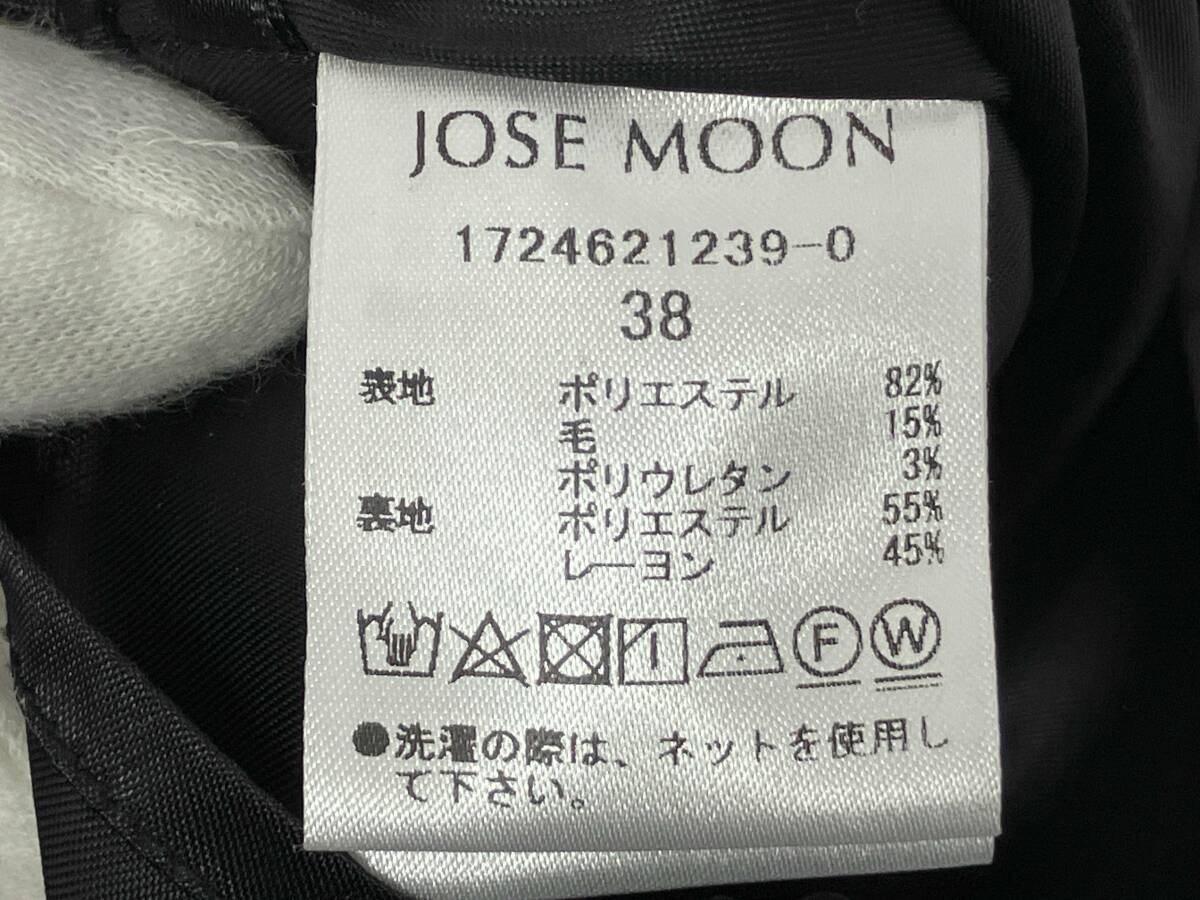 JOSE MOON
1724621239-0
38
表地 ポリエステル 82%
毛 15%
ポリウレタン 3%
裏地 ポリエステル 55%
レーヨン 45%
F W
●洗濯の際は、ネットを使用し
て下さい。